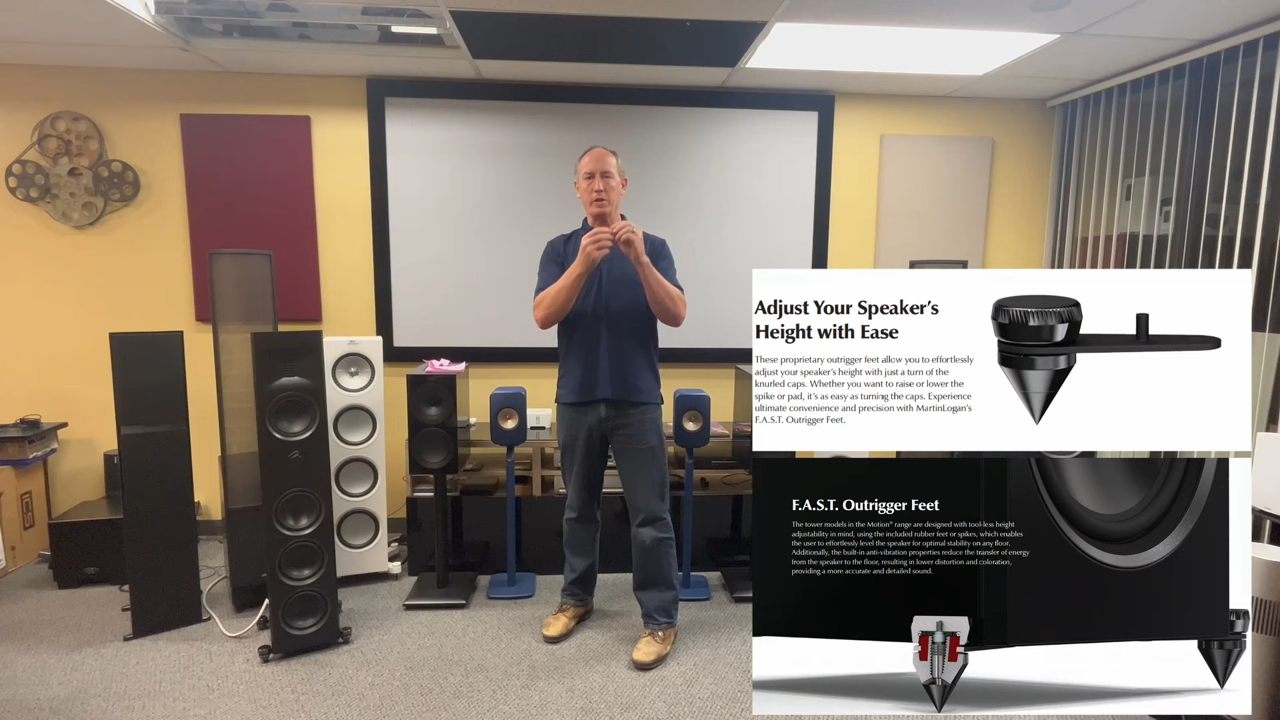 Adjust Your Speaker's
Height with Ease
These proprietary outrigger feet allow you to effortlessly
adjust your speaker's height with just a turn of the
knurled caps. Whether you want to raise or lower the
spike or pad, it's as easy as turning the caps. Experience
ultimate convenience and precision with MartinLogan's
F.A.S.T. Outrigger Feet.
F.A.S.T. Outrigger Feet
The tower models in the Motion® range are designed with tool-less height
adjustability in mind, using the included rubber feet or spikes, which enables
the user to effortlessly level the speaker for optimal stability on any floor.
Additionally, the built-in anti-vibration properties reduce the transfer of energy
from the speaker to the floor, resulting in lower distortion and coloration,
providing a more accurate and detailed sound.